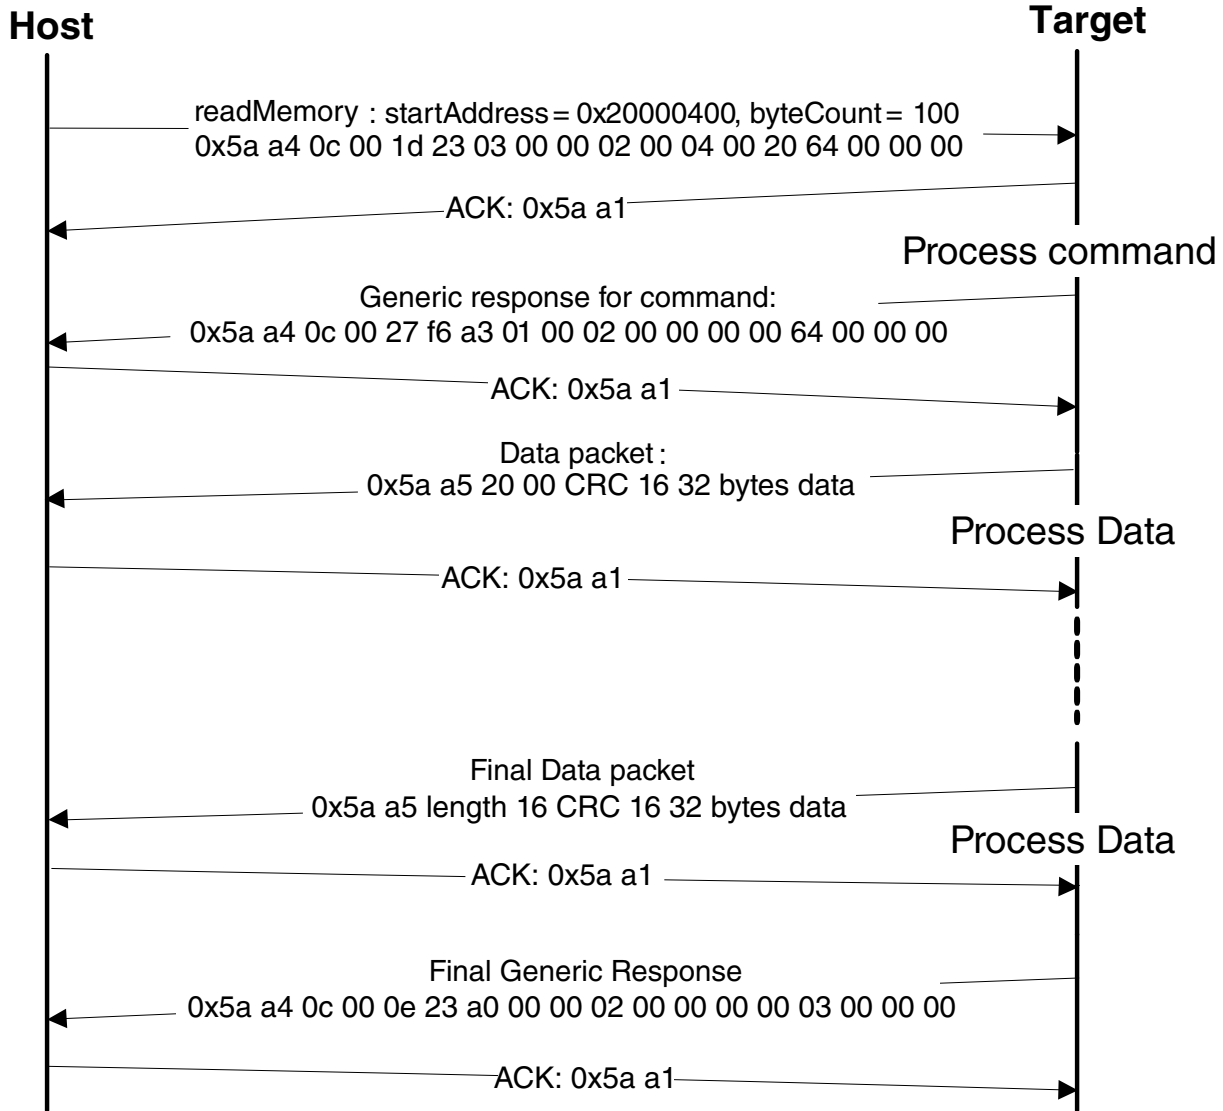 Host
Target
readMemory : startAddress = 0x20000400, byteCount = 100
0x5a a4 0c 00 1d 23 03 00 00 02 00 04 00 20 64 00 00 00
ACK: 0x5a a1
Process command
Generic response for command:
0x5a a4 0c 00 27 f6 a3 01 00 02 00 00 00 00 64 00 00 00
ACK: 0x5a a1
Data packet :
0x5a a5 20 00 CRC 16 32 bytes data
Process Data
ACK: 0x5a a1
Final Data packet
0x5a a5 length 16 CRC 16 32 bytes data
Process Data
ACK: 0x5a a1
Final Generic Response
0x5a a4 0c 00 0e 23 a0 00 00 02 00 00 00 00 03 00 00 00
ACK: 0x5a a1